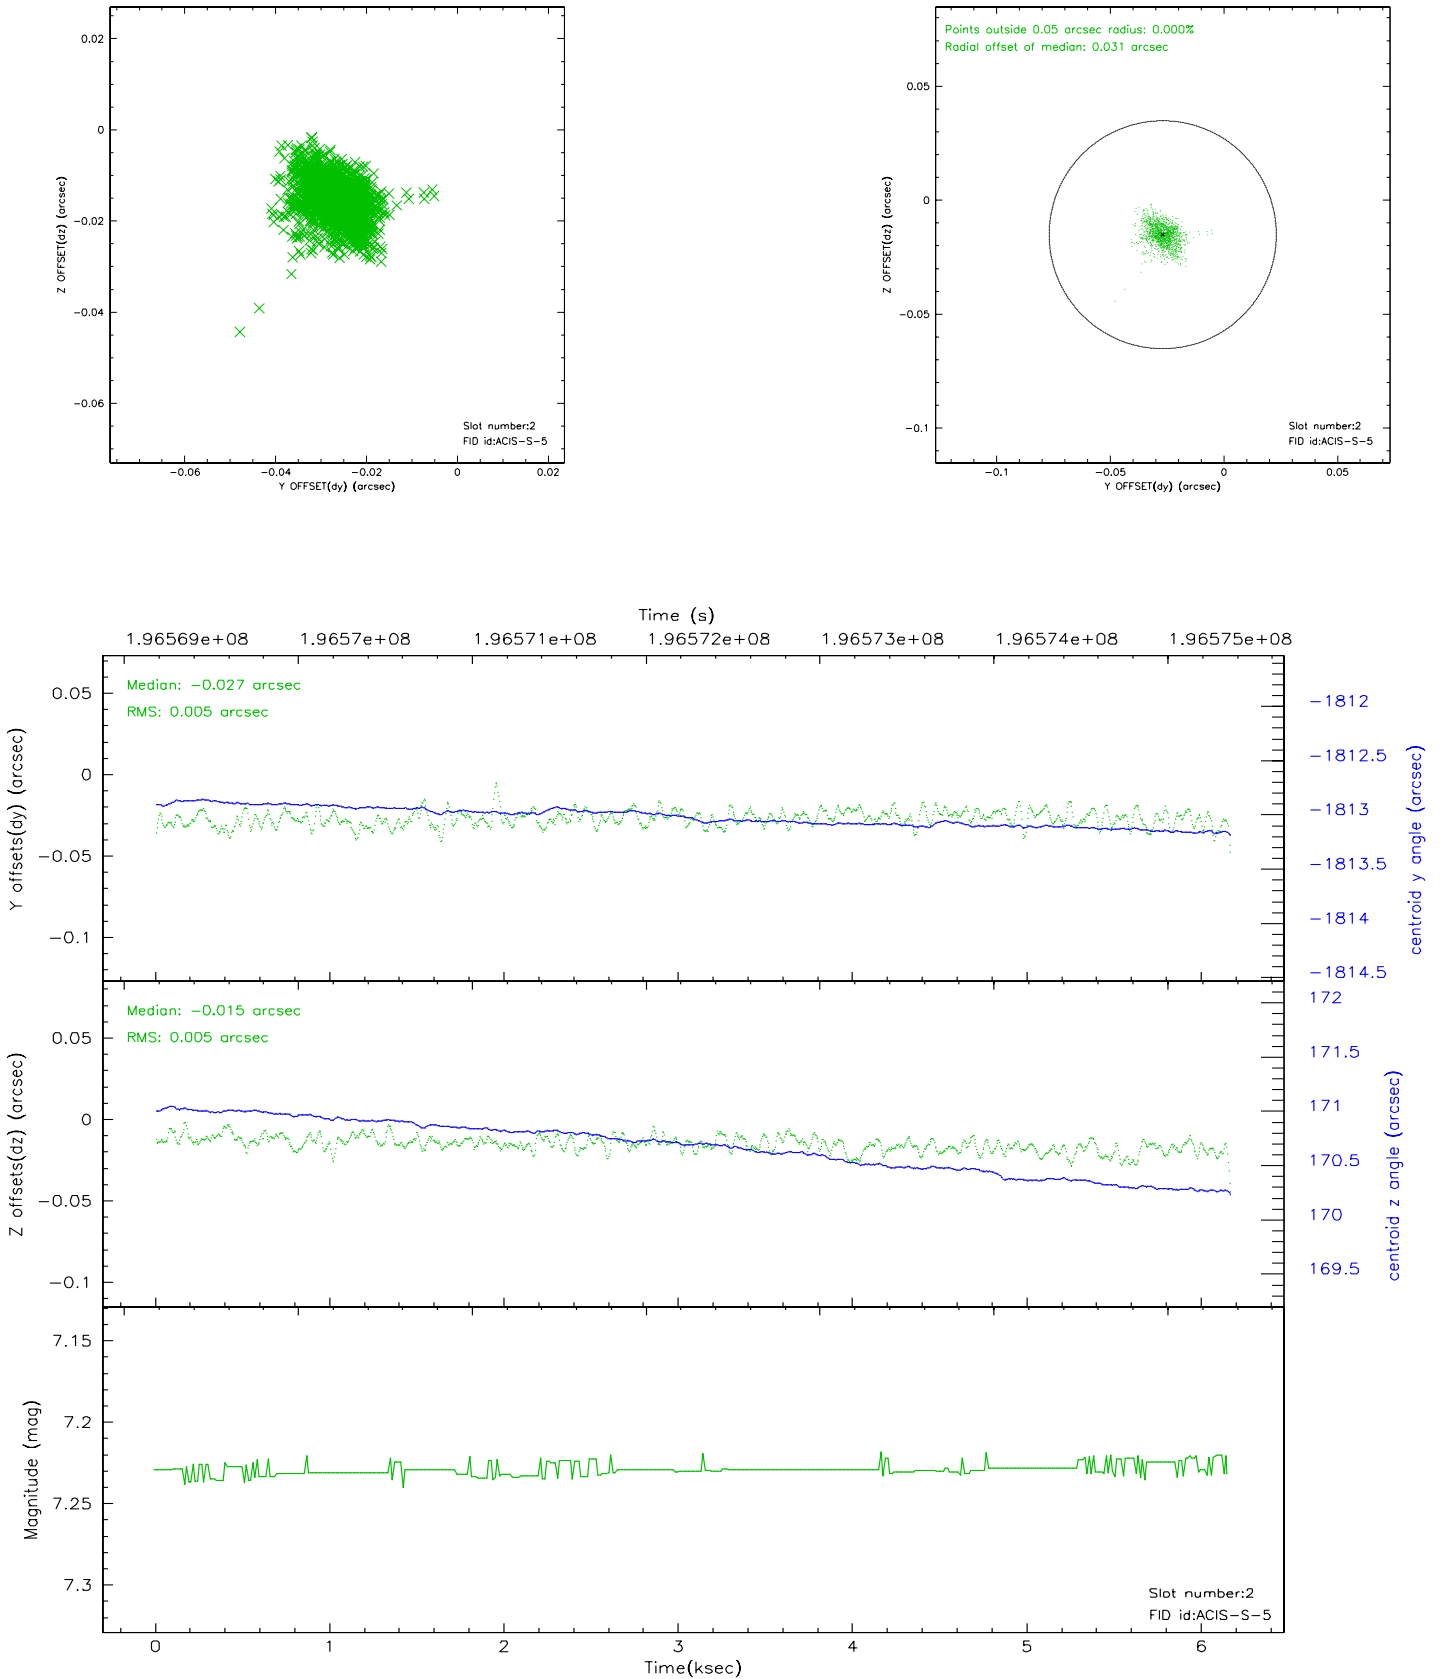 0.02
0
-0.02
-0.04
-0.06
Z OFFSET(dz) (arcsec)
Slot number:2
FID id:ACIS-S-5
-0.06 -0.04 -0.02 0 0.02
Y OFFSET(dy) (arcsec)
Points outside 0.05 arcsec radius: 0.000%
Radial offset of median: 0.031 arcsec
0.05
0
-0.05
-0.1
Z OFFSET(dz) (arcsec)
Slot number:2
FID id:ACIS-S-5
-0.1 -0.05 0 0.05
Y OFFSET(dy) (arcsec)
Time (s)
1.96569e+08 1.9657e+08 1.96571e+08 1.96572e+08 1.96573e+08 1.96574e+08 1.96575e+08
Median: -0.027 arcsec
RMS: 0.005 arcsec
0.05
0
-0.05
-0.1
Y offsets(dy) (arcsec)
-1812
-1812.5
-1813
-1813.5
-1814
-1814.5
centroid y angle (arcsec)
Median: -0.015 arcsec
RMS: 0.005 arcsec
0.05
0
-0.05
-0.1
Z offsets(dz) (arcsec)
172
171.5
171
170.5
170
169.5
centroid z angle (arcsec)
7.15
7.2
7.25
7.3
Magnitude (mag)
Slot number:2
FID id:ACIS-S-5
0 1 2 3 4 5 6
Time(ksec)